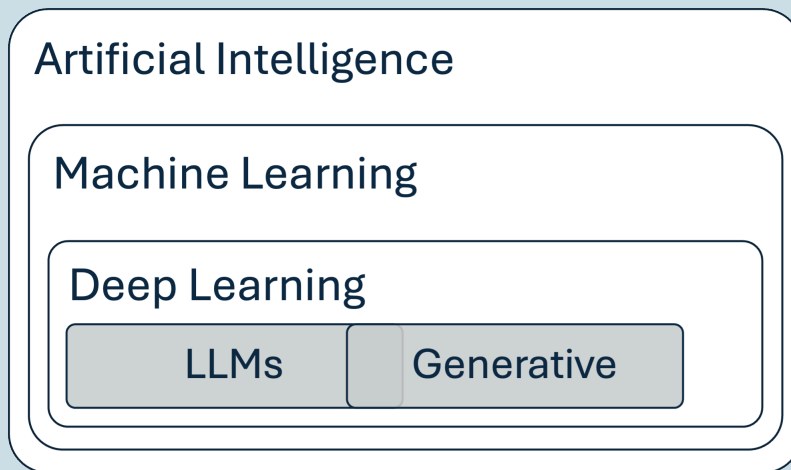 Artificial Intelligence
Machine Learning
Deep Learning
LLMs Generative